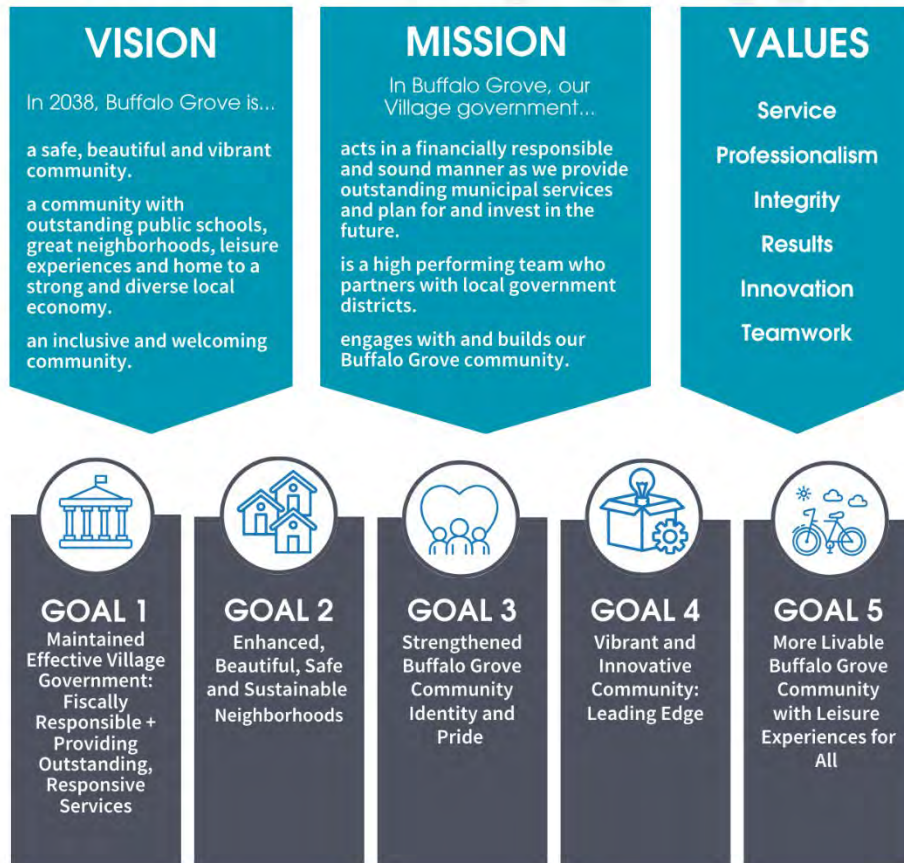 VISION
In 2038, Buffalo Grove is...
a safe, beautiful and vibrant
community.
a community with
outstanding public schools,
great neighborhoods, leisure
experiences and home to a
strong and diverse local
economy.
an inclusive and welcoming
community.
MISSION
In Buffalo Grove, our
Village government...
acts in a financially responsible
and sound manner as we provide
outstanding municipal services
and plan for and invest in the
future.
is a high performing team who
partners with local government
districts.
engages with and builds our
Buffalo Grove community.
VALUES
Service
Professionalism
Integrity
Results
Innovation
Teamwork
GOAL 1
Maintained
Effective Village
Government:
Fiscally
Responsible +
Providing
Outstanding,
Responsive
Services
GOAL 2
Enhanced,
Beautiful, Safe
and Sustainable
Neighborhoods
GOAL 3
Strengthened
Buffalo Grove
Community
Identity and
Pride
GOAL 4
Vibrant and
Innovative
Community:
Leading Edge
GOAL 5
More Livable
Buffalo Grove
Community
with Leisure
Experiences for
All